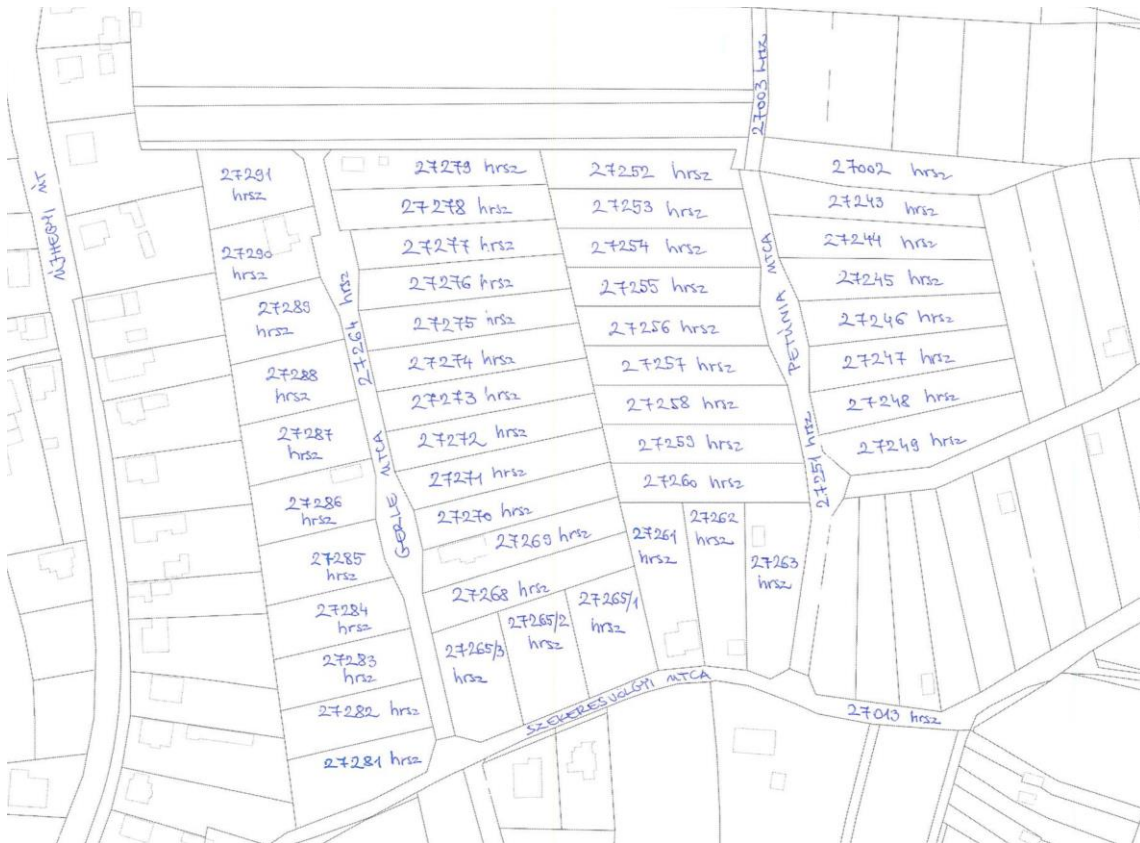 ÚJHEGYI ÚT
27291
hrsz
27290
hrsz
27289
hrsz
27288
hrsz
27287
hrsz
27286
hrsz
27285
hrsz
27284
hrsz
27283
hrsz
27282 hrsz
27281 hrsz
27264 hrsz
GERLE UTCA
27279 hrsz
27278 hrsz
27277 hrsz
27276 hrsz
27275 hrsz
27274 hrsz
27273 hrsz
27272 hrsz
27271 hrsz
27270 hrsz
27269 hrsz
27268 hrsz
27265/3
hrsz
27265/2
hrsz
27265/1
hrsz
27252 hrsz
27253 hrsz
27254 hrsz
27255 hrsz
27256 hrsz
27257 hrsz
27258 hrsz
27259 hrsz
27260 hrsz
27261
hrsz
27262
hrsz
27263
hrsz
27003 hrsz
PETÚNIA UTCA
27251 hrsz
27002 hrsz
27243 hrsz
27244 hrsz
27245 hrsz
27246 hrsz
27247 hrsz
27248 hrsz
27249 hrsz
SZEKERESVÖLGYI UTCA
27013 hrsz